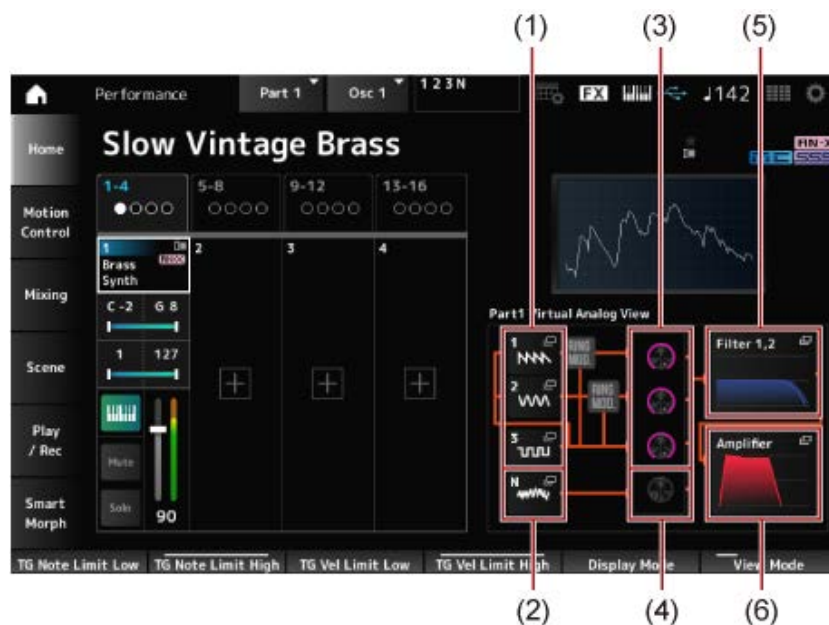 (1) (3) (5)
Performance Part 1 Osc 1 1 2 3 N FX ♩142
Home
Slow Vintage Brass
AN-X
1-4 5-8 9-12 13-16
Motion Control
1 2 3 4
Brass Synth
C -2 G 8
Mixing
Part1 Virtual Analog View
1 RING MOD. Filter 1,2
1 127
Scene
2 RING MOD.
Play / Rec
3 Amplifier
Mute
N
Smart Morph
Solo
90
TG Note Limit Low TG Note Limit High TG Vel Limit Low TG Vel Limit High Display Mode View Mode
(2) (4) (6)